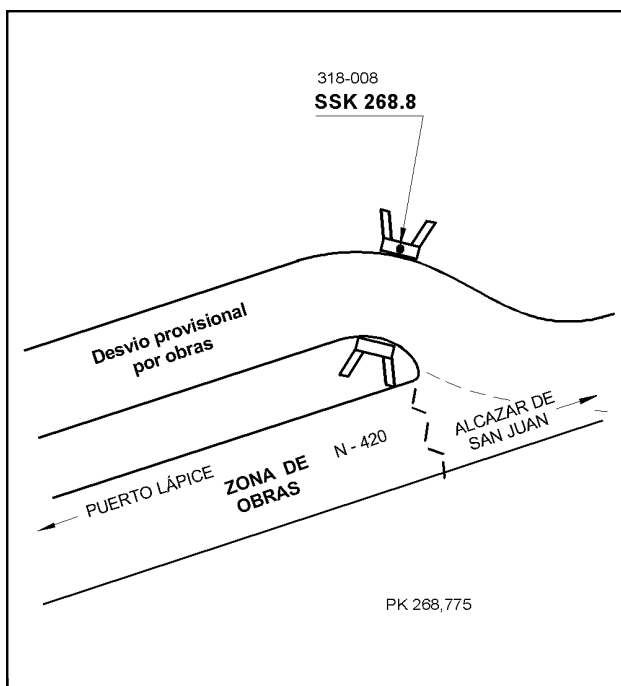 318-008
SSK 268.8
Desvio provisional
por obras
N - 420
ALCAZAR DE
SAN JUAN
PUERTO LÁPICE
ZONA DE
OBRAS
PK 268,775